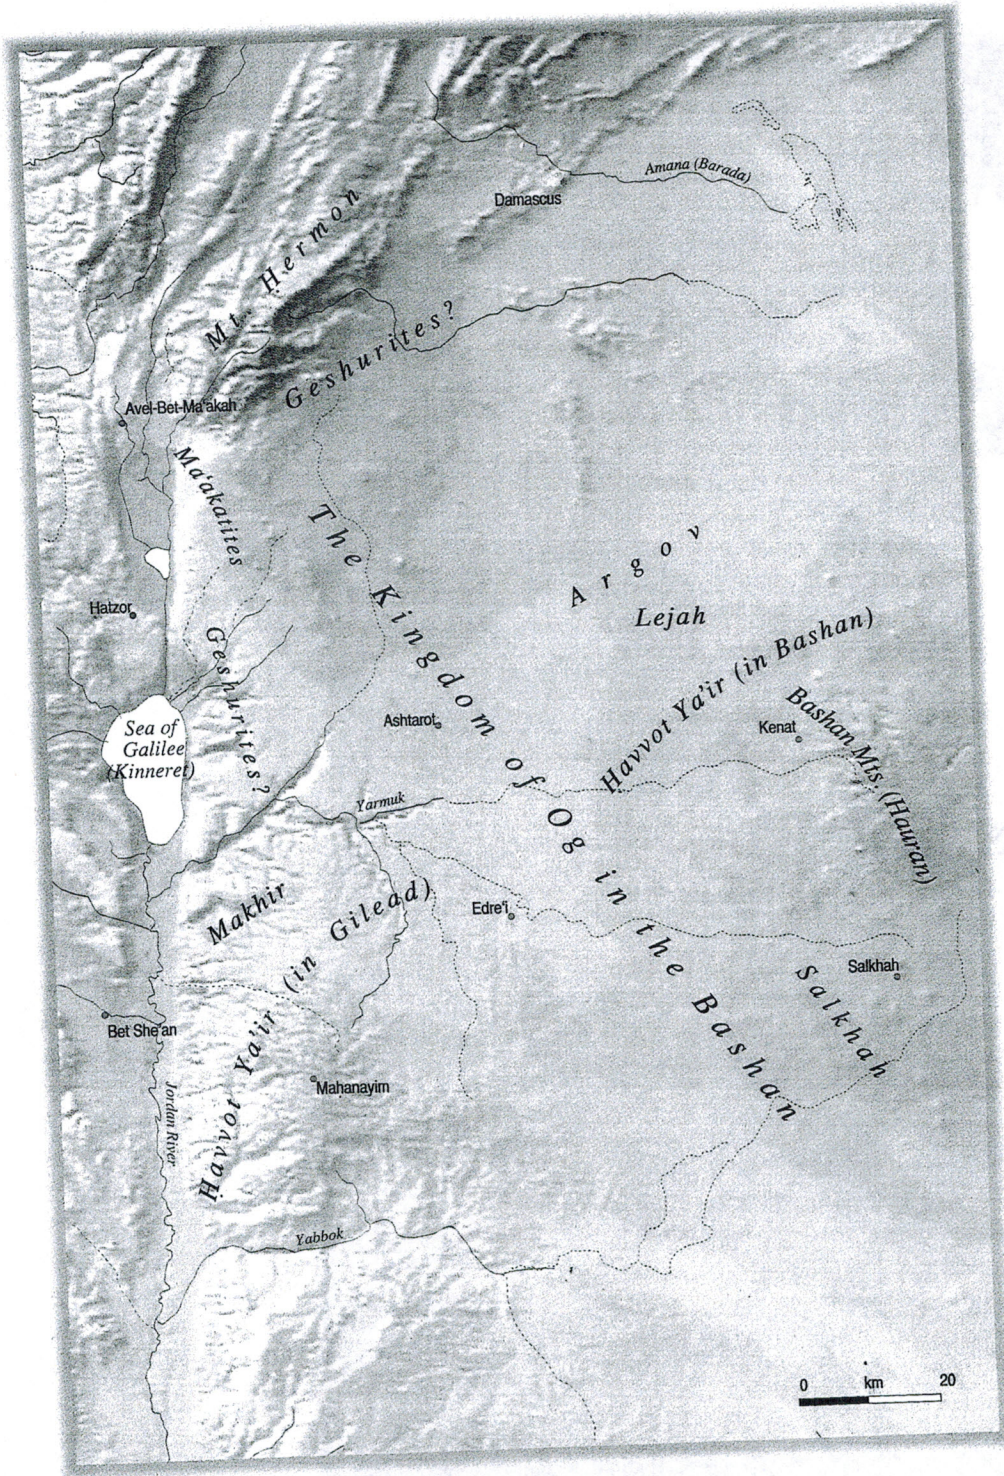 Amana (Barada)
Damascus
Mt. Hermon
Geshurites?
Avel-Bet-Ma'akah
Ma'akatites
The Kingdom of Og in the Bashan
Argov
Lejah
Hatzor
Geshurites?
Ḥavvot Ya'ir (in Bashan)
Sea of
Galilee
(Kinneret)
Ashtarot
Kenat
Bashan Mts. (Hauran)
Yarmuk
Makhir
Edre'i
Ḥavvot Ya'ir (in Gilead)
Salkhah
Salkhah
Bet She'an
Mahanayim
Jordan River
Yabbok
0 km 20